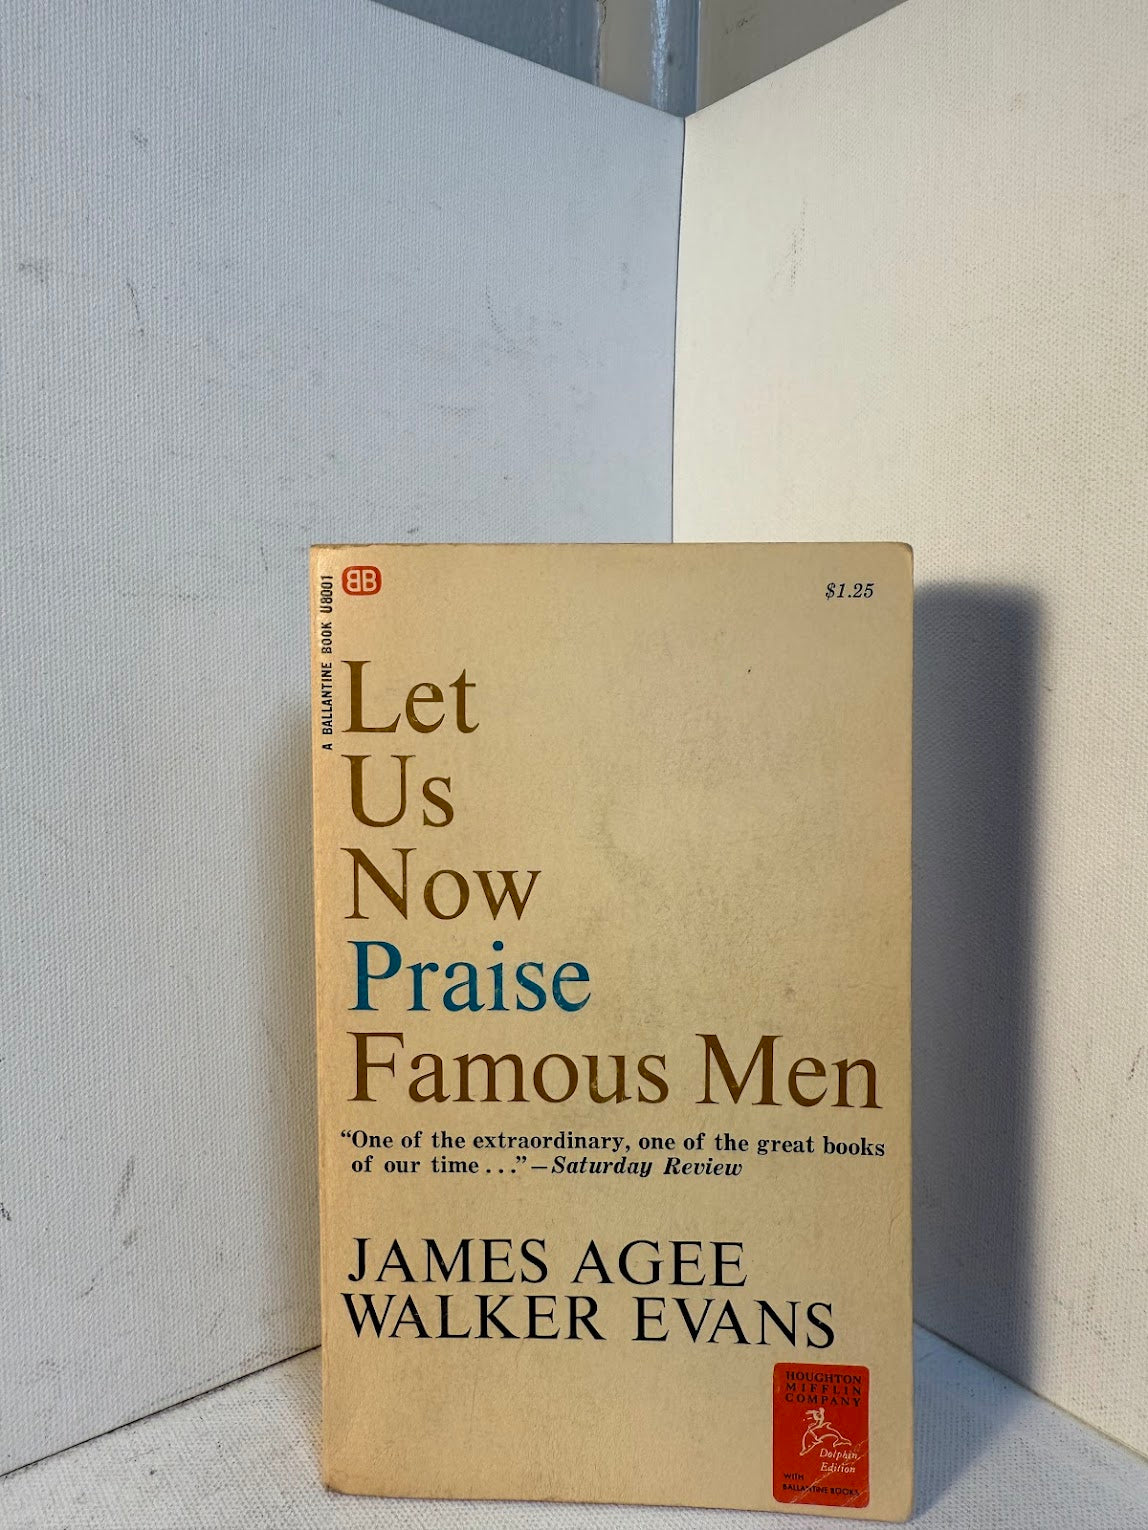 A BALLANTINE BOOK U8001
BB
$1.25
Let
Us
Now
Praise
Famous Men
“One of the extraordinary, one of the great books
of our time . . .” — Saturday Review
JAMES AGEE
WALKER EVANS
HOUGHTON
MIFFLIN
COMPANY
Dolphin
Edition
WITH
BALLANTINE BOOKS